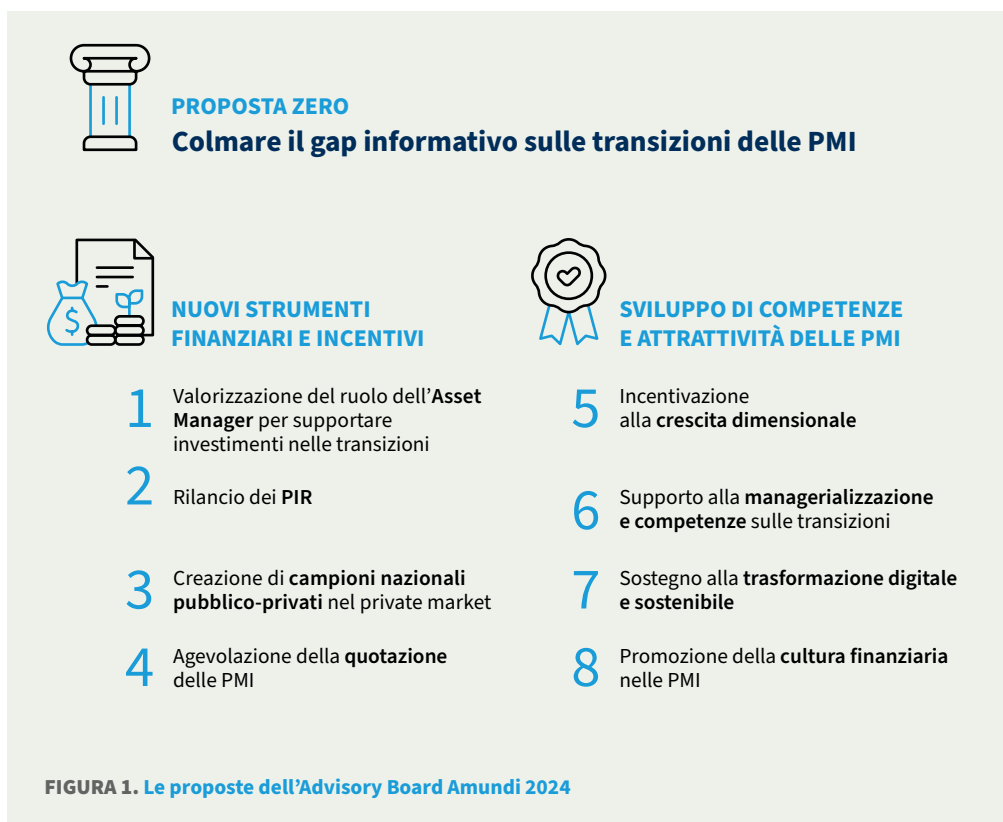 PROPOSTA ZERO
Colmare il gap informativo sulle transizioni delle PMI
$
NUOVI STRUMENTI
FINANZIARI E INCENTIVI
1
Valorizzazione del ruolo dell’Asset
Manager per supportare
investimenti nelle transizioni
2
Rilancio dei PIR
3
Creazione di campioni nazionali
pubblico-privati nel private market
4
Agevolazione della quotazione
delle PMI
SVILUPPO DI COMPETENZE
E ATTRATTIVITÀ DELLE PMI
5
Incentivazione
alla crescita dimensionale
6
Supporto alla managerializzazione
e competenze sulle transizioni
7
Sostegno alla trasformazione digitale
e sostenibile
8
Promozione della cultura finanziaria
nelle PMI
FIGURA 1. Le proposte dell’Advisory Board Amundi 2024